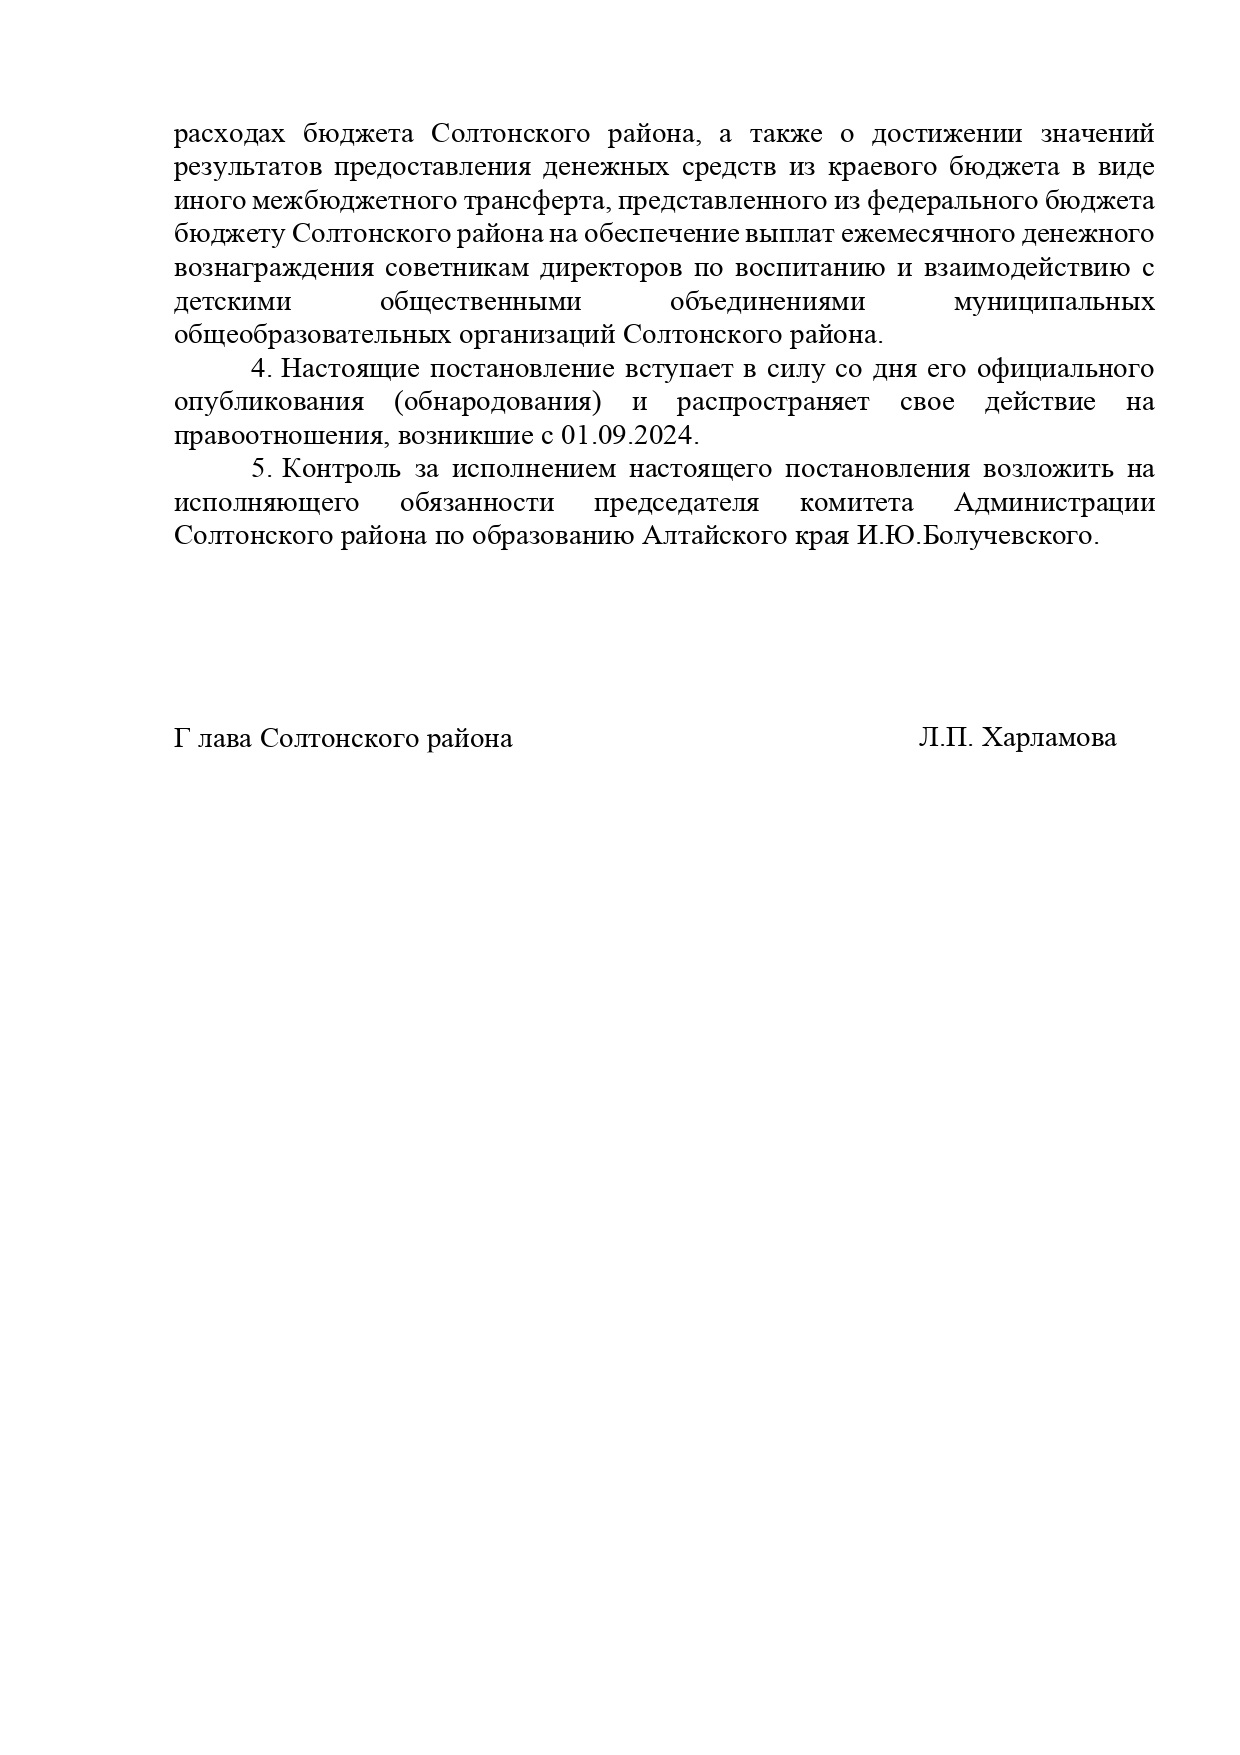 расходах бюджета Солтонского района, а также о достижении значений
результатов предоставления денежных средств из краевого бюджета в виде
иного межбюджетного трансферта, представленного из федерального бюджета
бюджету Солтонского района на обеспечение выплат ежемесячного денежного
вознаграждения советникам директоров по воспитанию и взаимодействию с
детскими общественными объединениями муниципальных
общеобразовательных организаций Солтонского района.
4. Настоящие постановление вступает в силу со дня его официального
опубликования (обнародования) и распространяет свое действие на
правоотношения, возникшие с 01.09.2024.
5. Контроль за исполнением настоящего постановления возложить на
исполняющего обязанности председателя комитета Администрации
Солтонского района по образованию Алтайского края И.Ю.Болучевского.
Г лава Солтонского района Л.П. Харламова